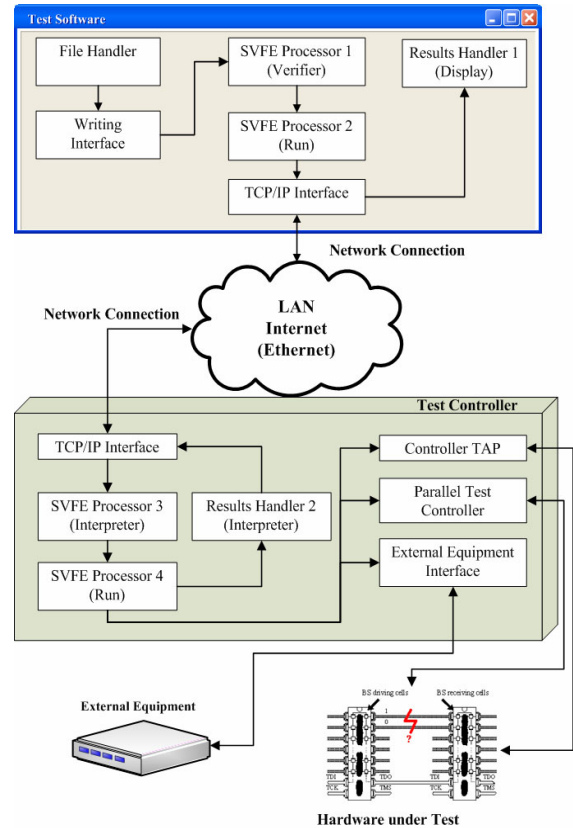 Test Software
File Handler
Writing
Interface
SVFE Processor 1
(Verifier)
SVFE Processor 2
(Run)
TCP/IP Interface
Results Handler 1
(Display)
Network Connection
LAN
Internet
(Ethernet)
Network Connection
Test Controller
TCP/IP Interface
SVFE Processor 3
(Interpreter)
SVFE Processor 4
(Run)
Results Handler 2
(Interpreter)
Controller TAP
Parallel Test
Controller
External Equipment
Interface
External Equipment
BS driving cells
BS receiving cells
1
0
?
TDI
TDO
TDI
TDO
TCK
TMS
TCK
TMS
Hardware under Test